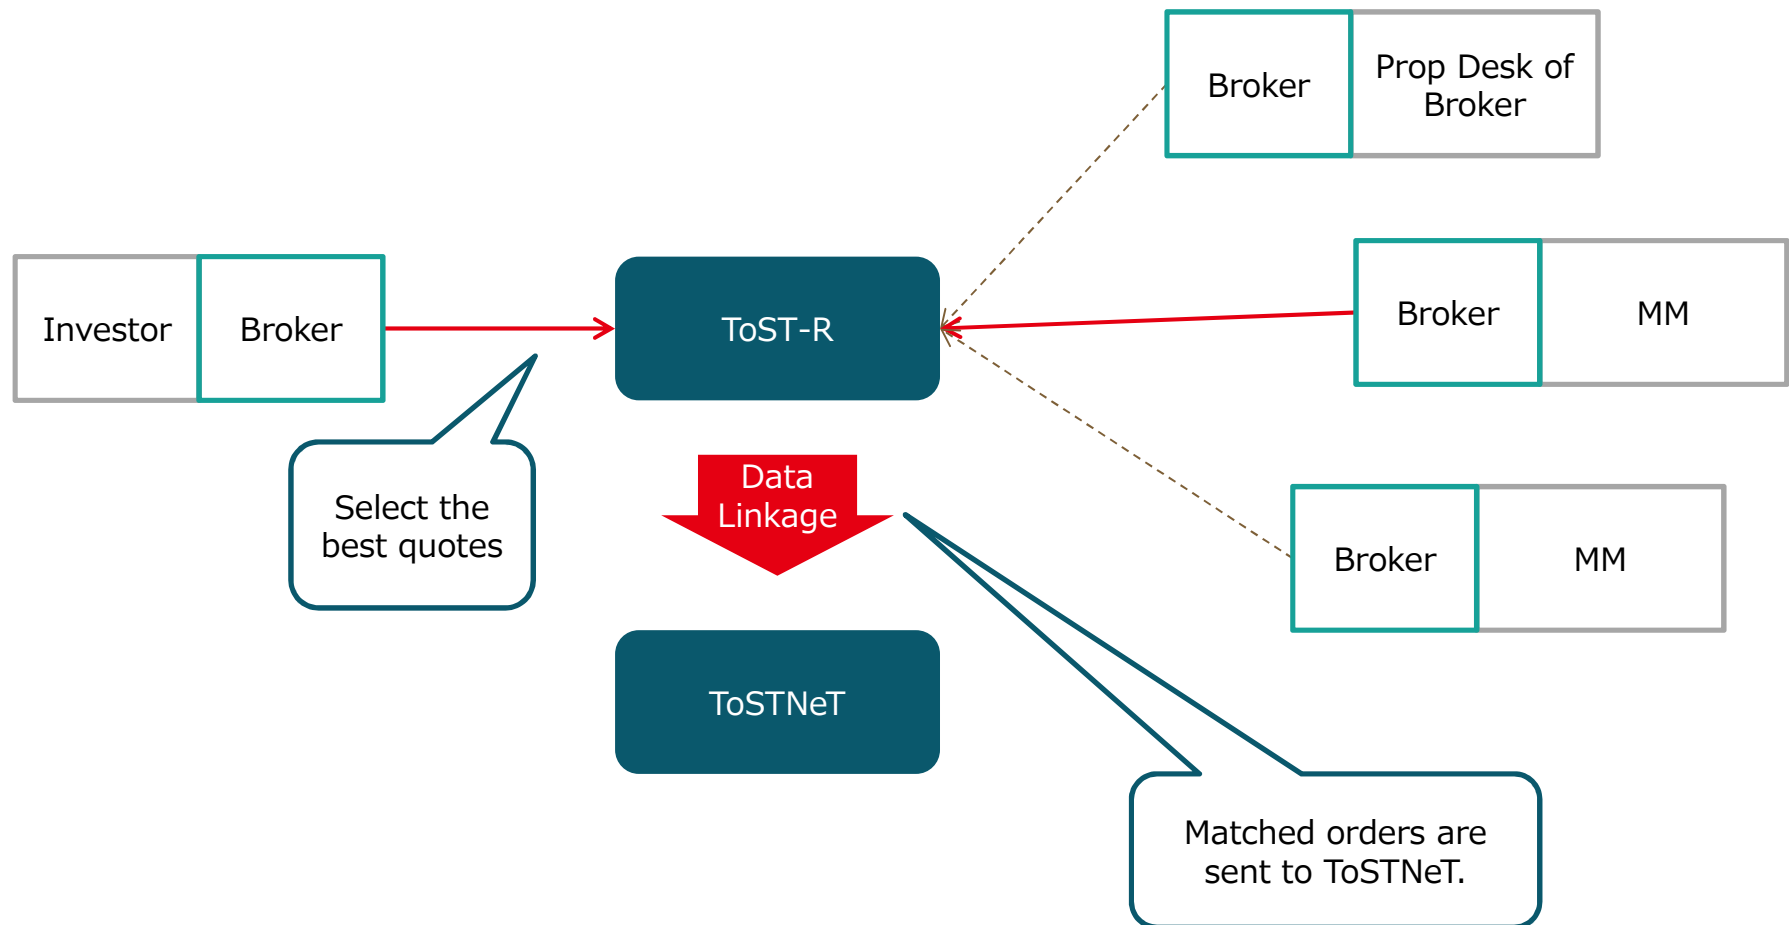 Broker
Prop Desk of
Broker
Investor
Broker
ToST-R
Broker
MM
Select the
best quotes
Data
Linkage
Broker
MM
ToSTNeT
Matched orders are
sent to ToSTNeT.